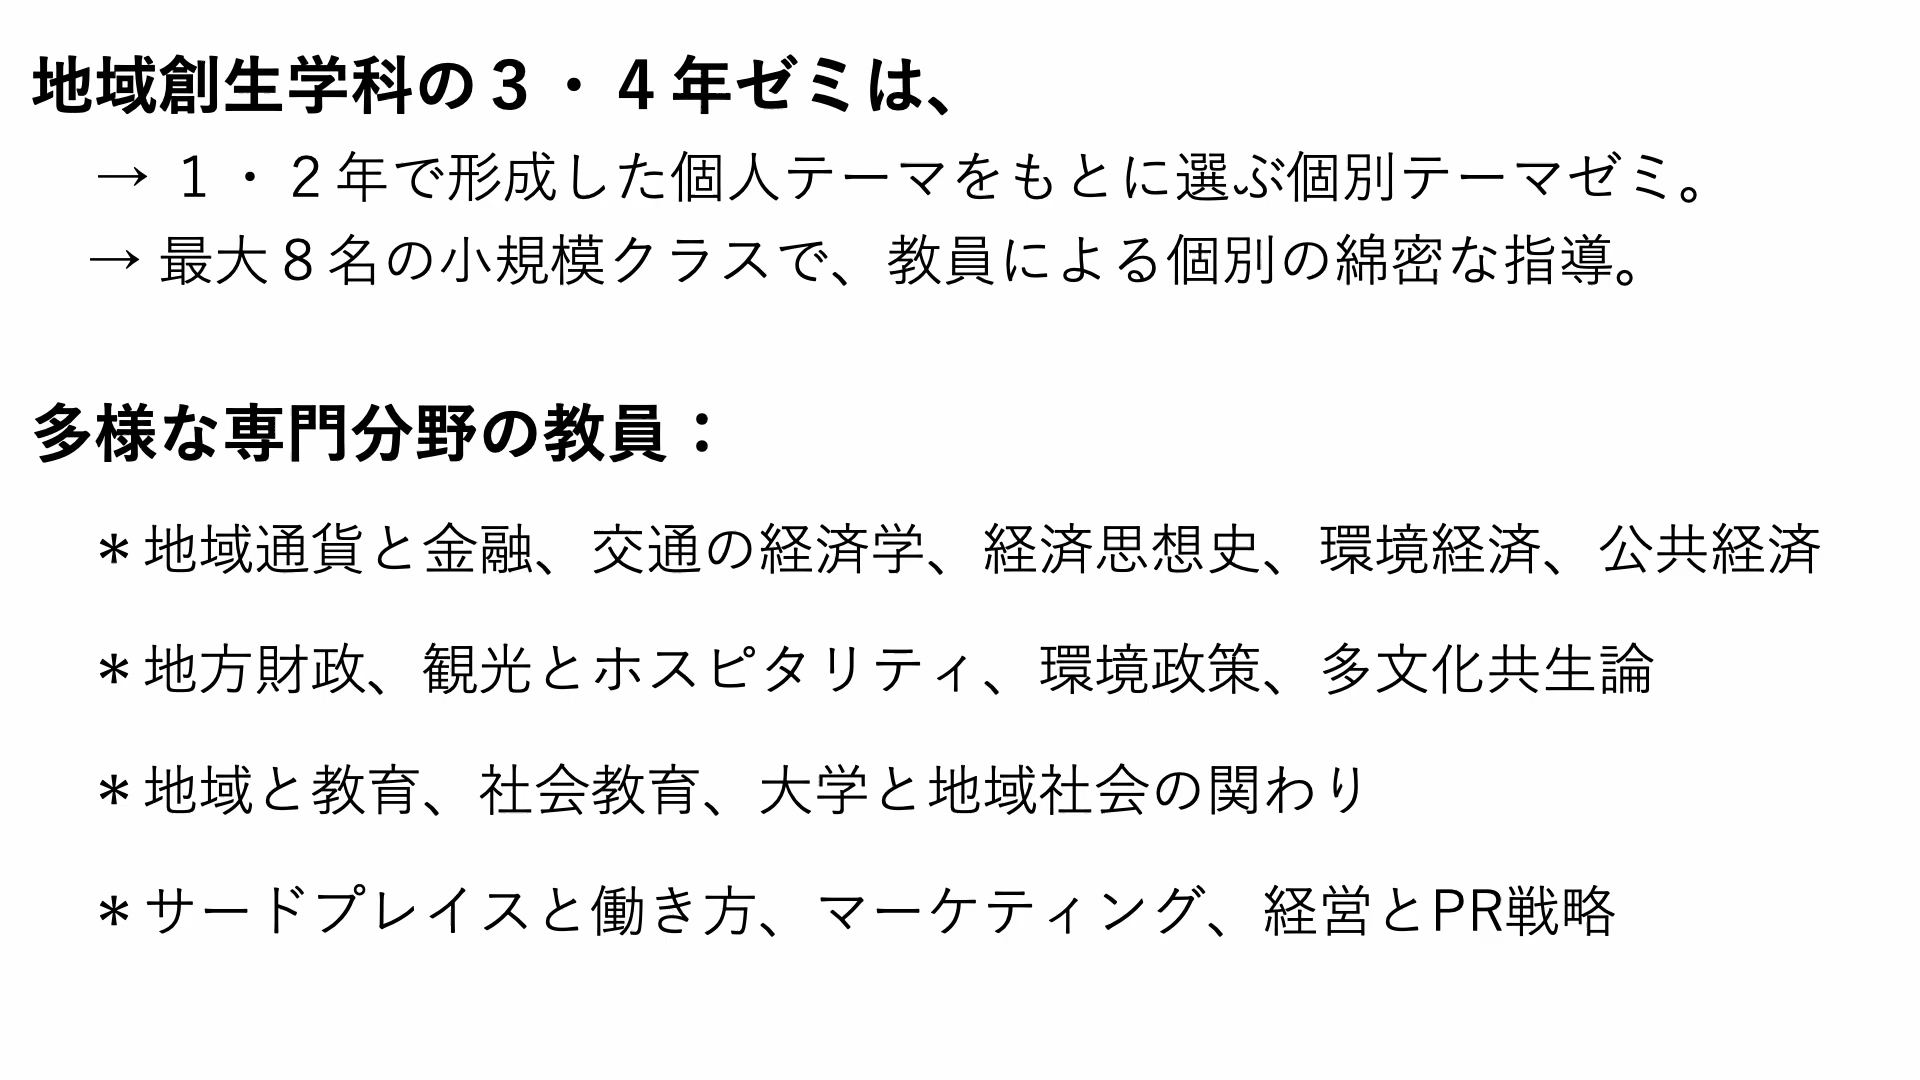 地域創生学科の３・４年ゼミは、
→ １・２年で形成した個人テーマをもとに選ぶ個別テーマゼミ。
→ 最大８名の小規模クラスで、教員による個別の綿密な指導。
多様な専門分野の教員：
＊地域通貨と金融、交通の経済学、経済思想史、環境経済、公共経済
＊地方財政、観光とホスピタリティ、環境政策、多文化共生論
＊地域と教育、社会教育、大学と地域社会の関わり
＊サードプレイスと働き方、マーケティング、経営とPR戦略